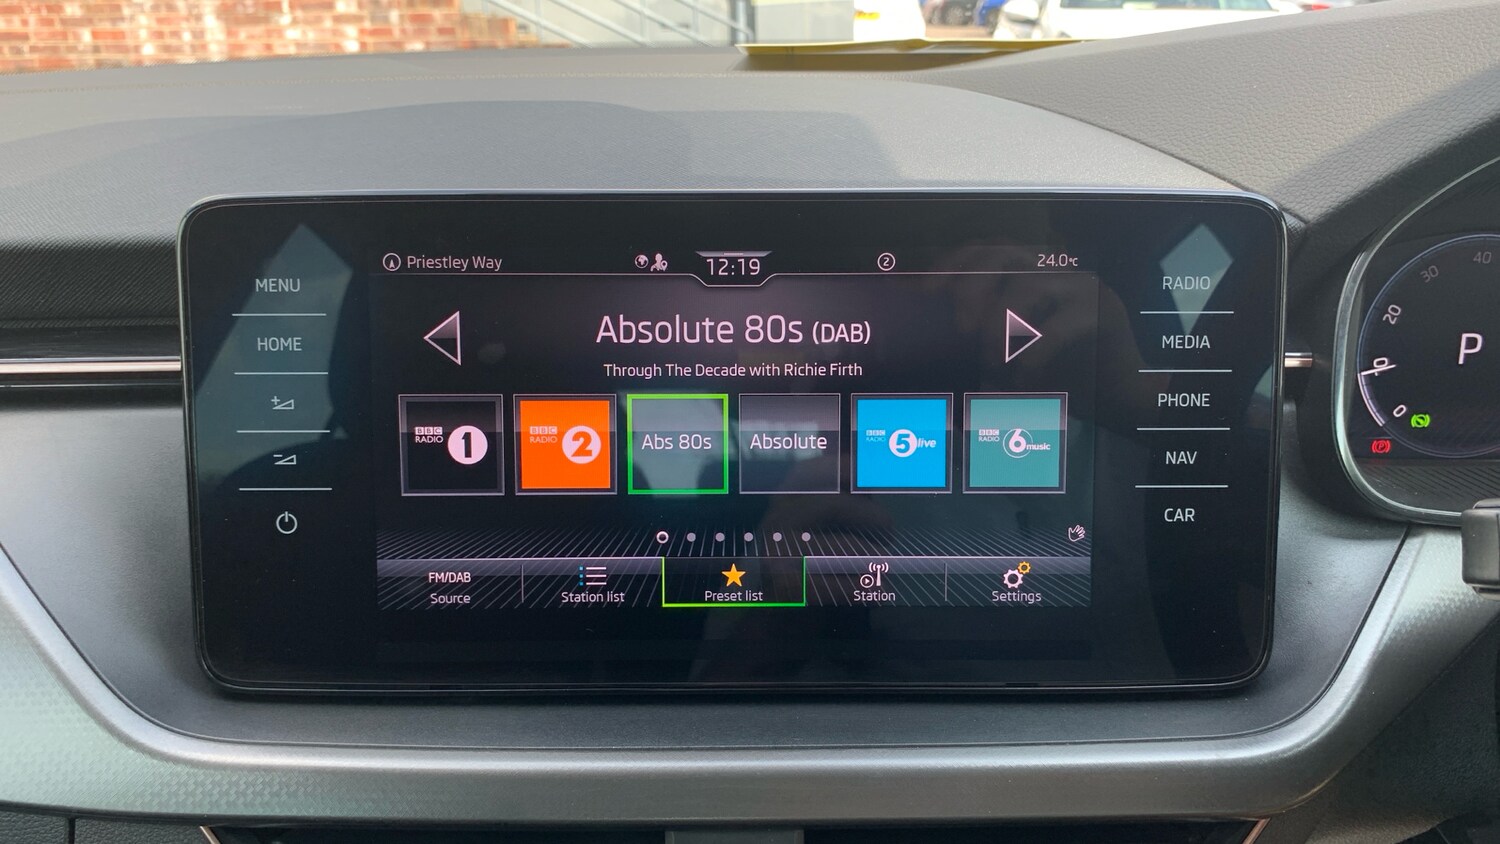 Priestley Way
12:19
2
24.0°C
MENU
HOME
+
-
RADIO
MEDIA
PHONE
NAV
CAR
Absolute 80s (DAB)
Through The Decade with Richie Firth
BBC RADIO 1
BBC RADIO 2
Abs 80s
Absolute
BBC RADIO 5 live
BBC RADIO 6 music
FM/DAB
Source
Station list
Preset list
Station
Settings
40
30
20
0
P